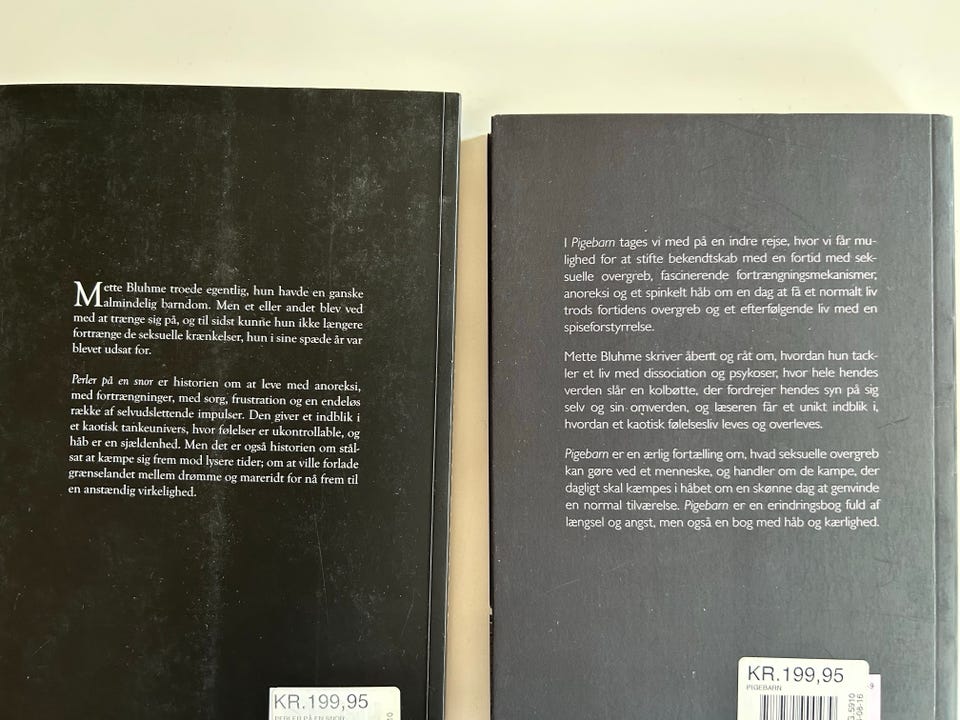 Mette Bluhme troede egentlig, hun havde en ganske
almindelig barndom. Men et eller andet blev ved
med at trænge sig på, og til sidst kunne hun ikke længere
fortrænge de seksuelle krænkelser, hun i sine spæde år var
blevet udsat for.
Perler på en snor er historien om at leve med anoreksi,
med fortrængninger, med sorg, frustration og en endeløs
række af selvudslettende impulser. Den giver et indblik i
et kaotisk tankeunivers, hvor følelser er ukontrollable, og
håb er en sjældenhed. Men det er også historien om stål-
sat at kæmpe sig frem mod lysere tider; om at ville forlade
grænselandet mellem drømme og mareridt for nå frem til
en anstændig virkelighed.
KR.199,95
PERLER PÅ EN SNOR
I Pigebarn tages vi med på en indre rejse, hvor vi får mu-
lighed for at stifte bekendtskab med en fortid med sek-
suelle overgreb, fascinerende fortrængningsmekanismer,
anoreksi og et spinkelt håb om en dag at få et normalt liv
trods fortidens overgreb og et efterfølgende liv med en
spiseforstyrrelse.
Mette Bluhme skriver åbent og råt om, hvordan hun tack-
ler et liv med dissociation og psykoser, hvor hele hendes
verden slår en kolbøtte, der fordrejer hendes syn på sig
selv og sin omverden, og læseren får et unikt indblik i,
hvordan et kaotisk følelsesliv leves og overleves.
Pigebarn er en ærlig fortælling om, hvad seksuelle overgreb
kan gøre ved et menneske, og handler om de kampe, der
dagligt skal kæmpes i håbet om en skønne dag at genvinde
en normal tilværelse. Pigebarn er en erindringsbog fuld af
længsel og angst, men også en bog med håb og kærlighed.
KR.199,95
PIGEBARN